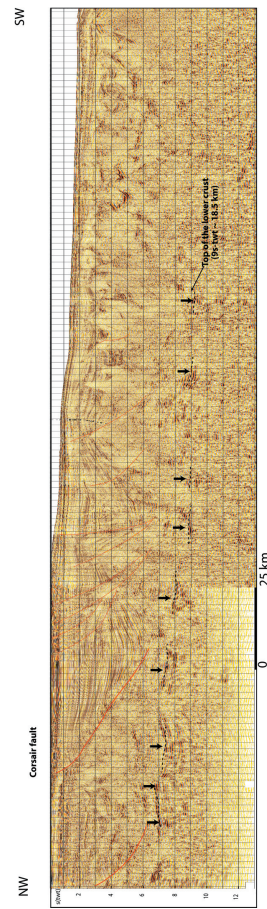 SW
Top of the lower crust
(9s-twt ~ 18.5 km)
25 km
0
Corsair fault
NW
s(twt)
2
4
6
8
10
12